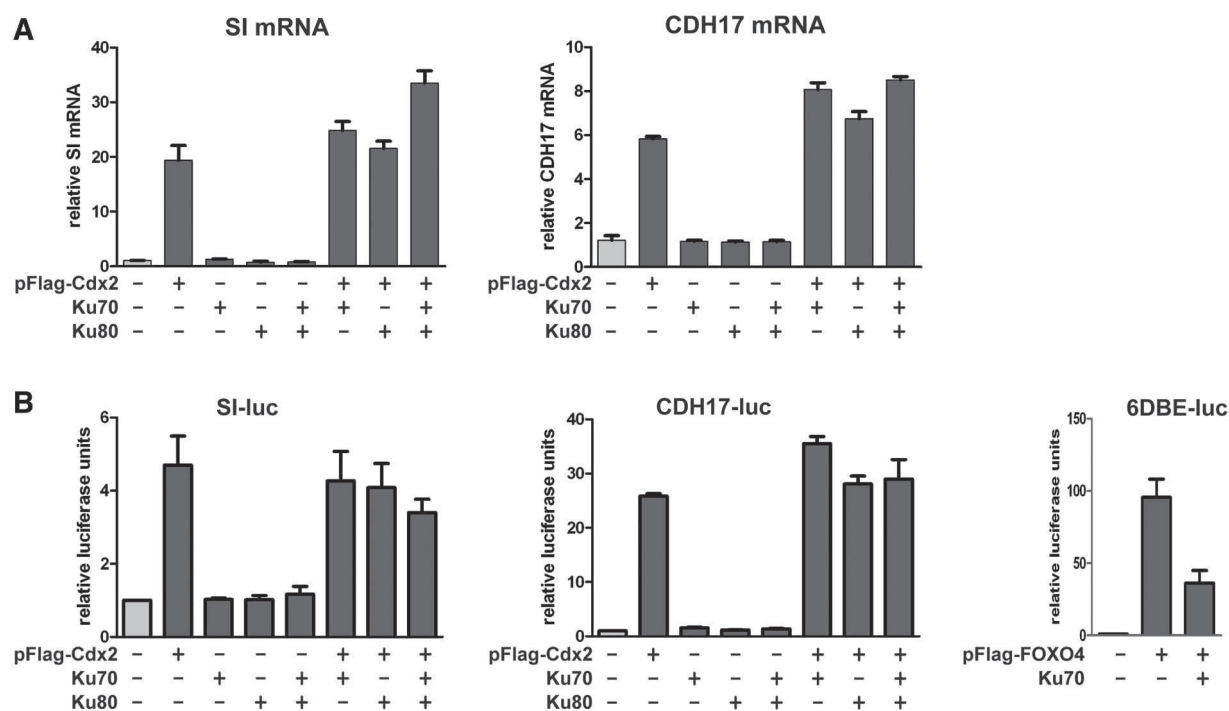 A
SI mRNA
CDH17 mRNA
relative SI mRNA
40
30
20
10
0
relative CDH17 mRNA
10
8
6
4
2
0
pFlag-Cdx2 – + – – – + + +
Ku70 – – + – + + – +
Ku80 – – – + + – + +
pFlag-Cdx2 – + – – – + + +
Ku70 – – + – + + – +
Ku80 – – – + + – + +
B
SI-luc
CDH17-luc
6DBE-luc
relative luciferase units
6
4
2
0
relative luciferase units
40
30
20
10
0
relative luciferase units
150
100
50
0
pFlag-Cdx2 – + – – – + + +
Ku70 – – + – + + – +
Ku80 – – – + + – + +
pFlag-Cdx2 – + – – – + + +
Ku70 – – + – + + – +
Ku80 – – – + + – + +
pFlag-FOXO4 – + +
Ku70 – – +